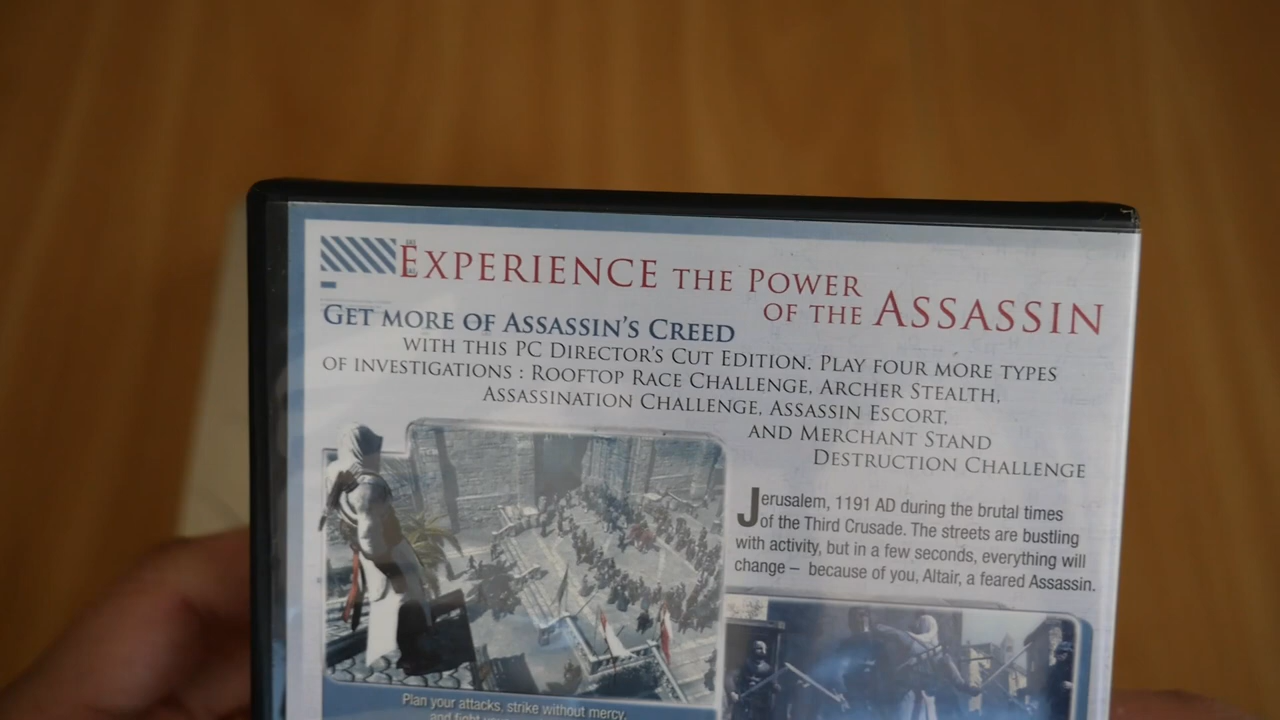 EXPERIENCE THE POWER
OF THE ASSASSIN
GET MORE OF ASSASSIN'S CREED
WITH THIS PC DIRECTOR'S CUT EDITION. PLAY FOUR MORE TYPES
OF INVESTIGATIONS : ROOFTOP RACE CHALLENGE, ARCHER STEALTH,
ASSASSINATION CHALLENGE, ASSASSIN ESCORT,
AND MERCHANT STAND
DESTRUCTION CHALLENGE
Jerusalem, 1191 AD during the brutal times
of the Third Crusade. The streets are bustling
with activity, but in a few seconds, everything will
change – because of you, Altair, a feared Assassin.
Plan your attacks, strike without mercy,
and fight